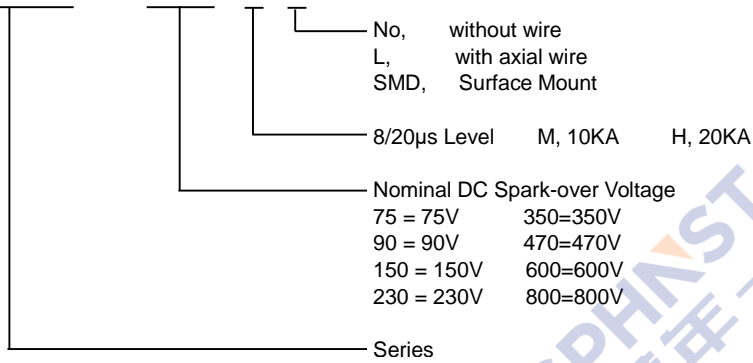 No, without wire
L, with axial wire
SMD, Surface Mount
8/20μs Level M, 10KA H, 20KA
Nominal DC Spark-over Voltage
75 = 75V 350=350V
90 = 90V 470=470V
150 = 150V 600=600V
230 = 230V 800=800V
Series